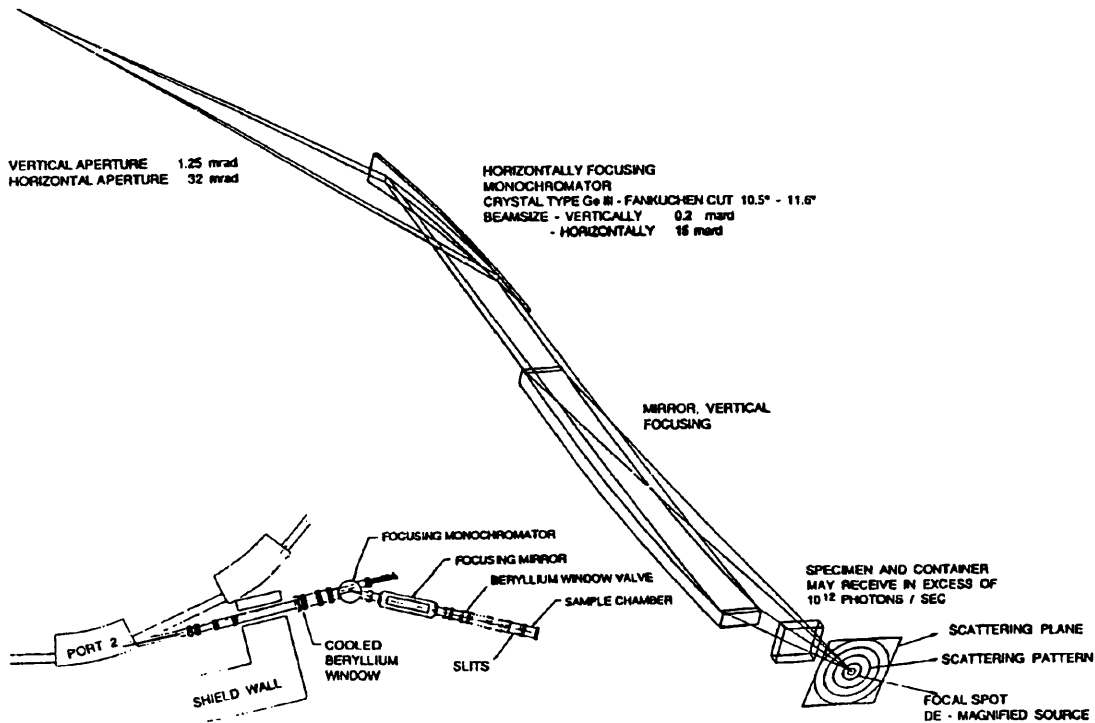 VERTICAL APERTURE 1.25 mrad
HORIZONTAL APERTURE 32 mrad
HORIZONTALLY FOCUSING
MONOCHROMATOR
CRYSTAL TYPE Ge III - FANKUCHEN CUT 10.5° - 11.6°
BEAMSIZE - VERTICALLY 0.2 mard
- HORIZONTALLY 16 mard
MIRROR, VERTICAL
FOCUSING
FOCUSING MONOCHROMATOR
FOCUSING MIRROR
BERYLLIUM WINDOW VALVE
SAMPLE CHAMBER
PORT 2
COOLED
BERYLLIUM
WINDOW
SLITS
SHIELD WALL
SPECIMEN AND CONTAINER
MAY RECEIVE IN EXCESS OF
10¹² PHOTONS / SEC
SCATTERING PLANE
SCATTERING PATTERN
FOCAL SPOT
DE - MAGNIFIED SOURCE